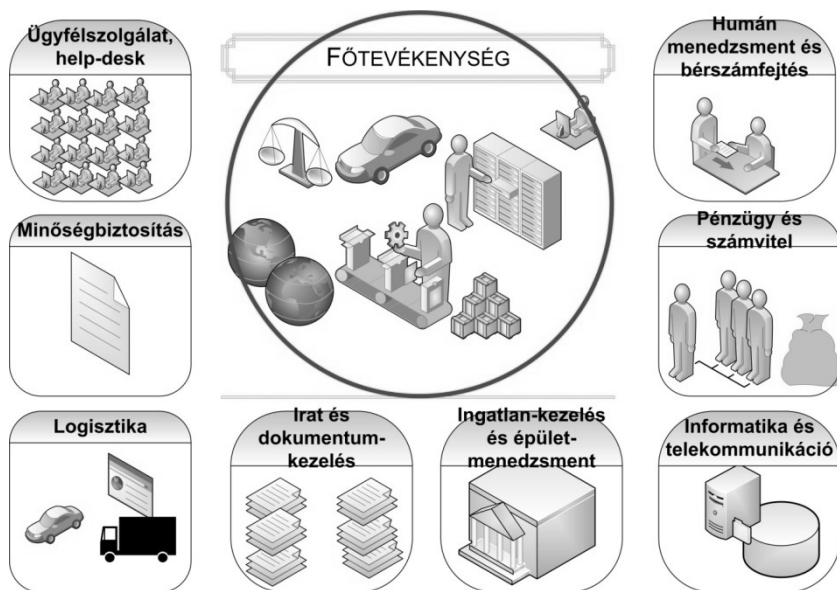 Ügyfélszolgálat,
help-desk
FŐTEVÉKENYSÉG
Humán
menedzsment és
bérszámfejtés
Minőségbiztosítás
Pénzügy és
számvitel
Logisztika
Irat és
dokumentum-
kezelés
Ingatlan-kezelés
és épület-
menedzsment
Informatika és
telekommunikáció